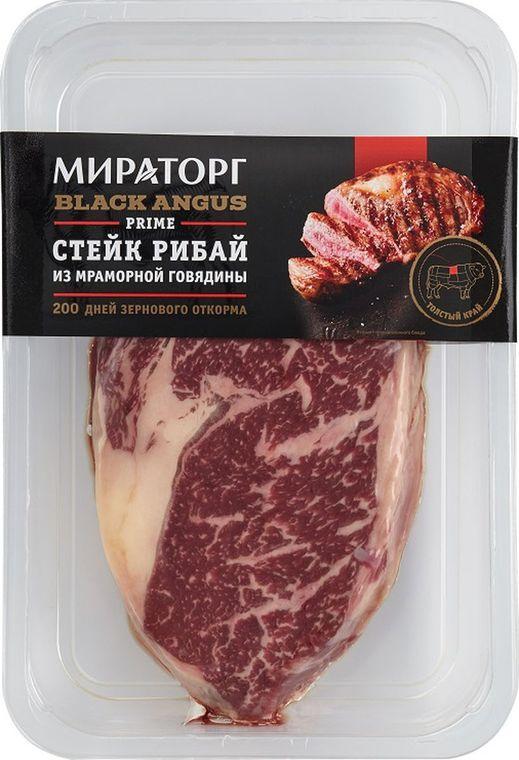 МИРАТОРГ
BLACK ANGUS
PRIME
СТЕЙК РИБАЙ
ИЗ МРАМОРНОЙ ГОВЯДИНЫ
200 ДНЕЙ ЗЕРНОВОГО ОТКОРМА
ТОЛСТЫЙ КРАЙ